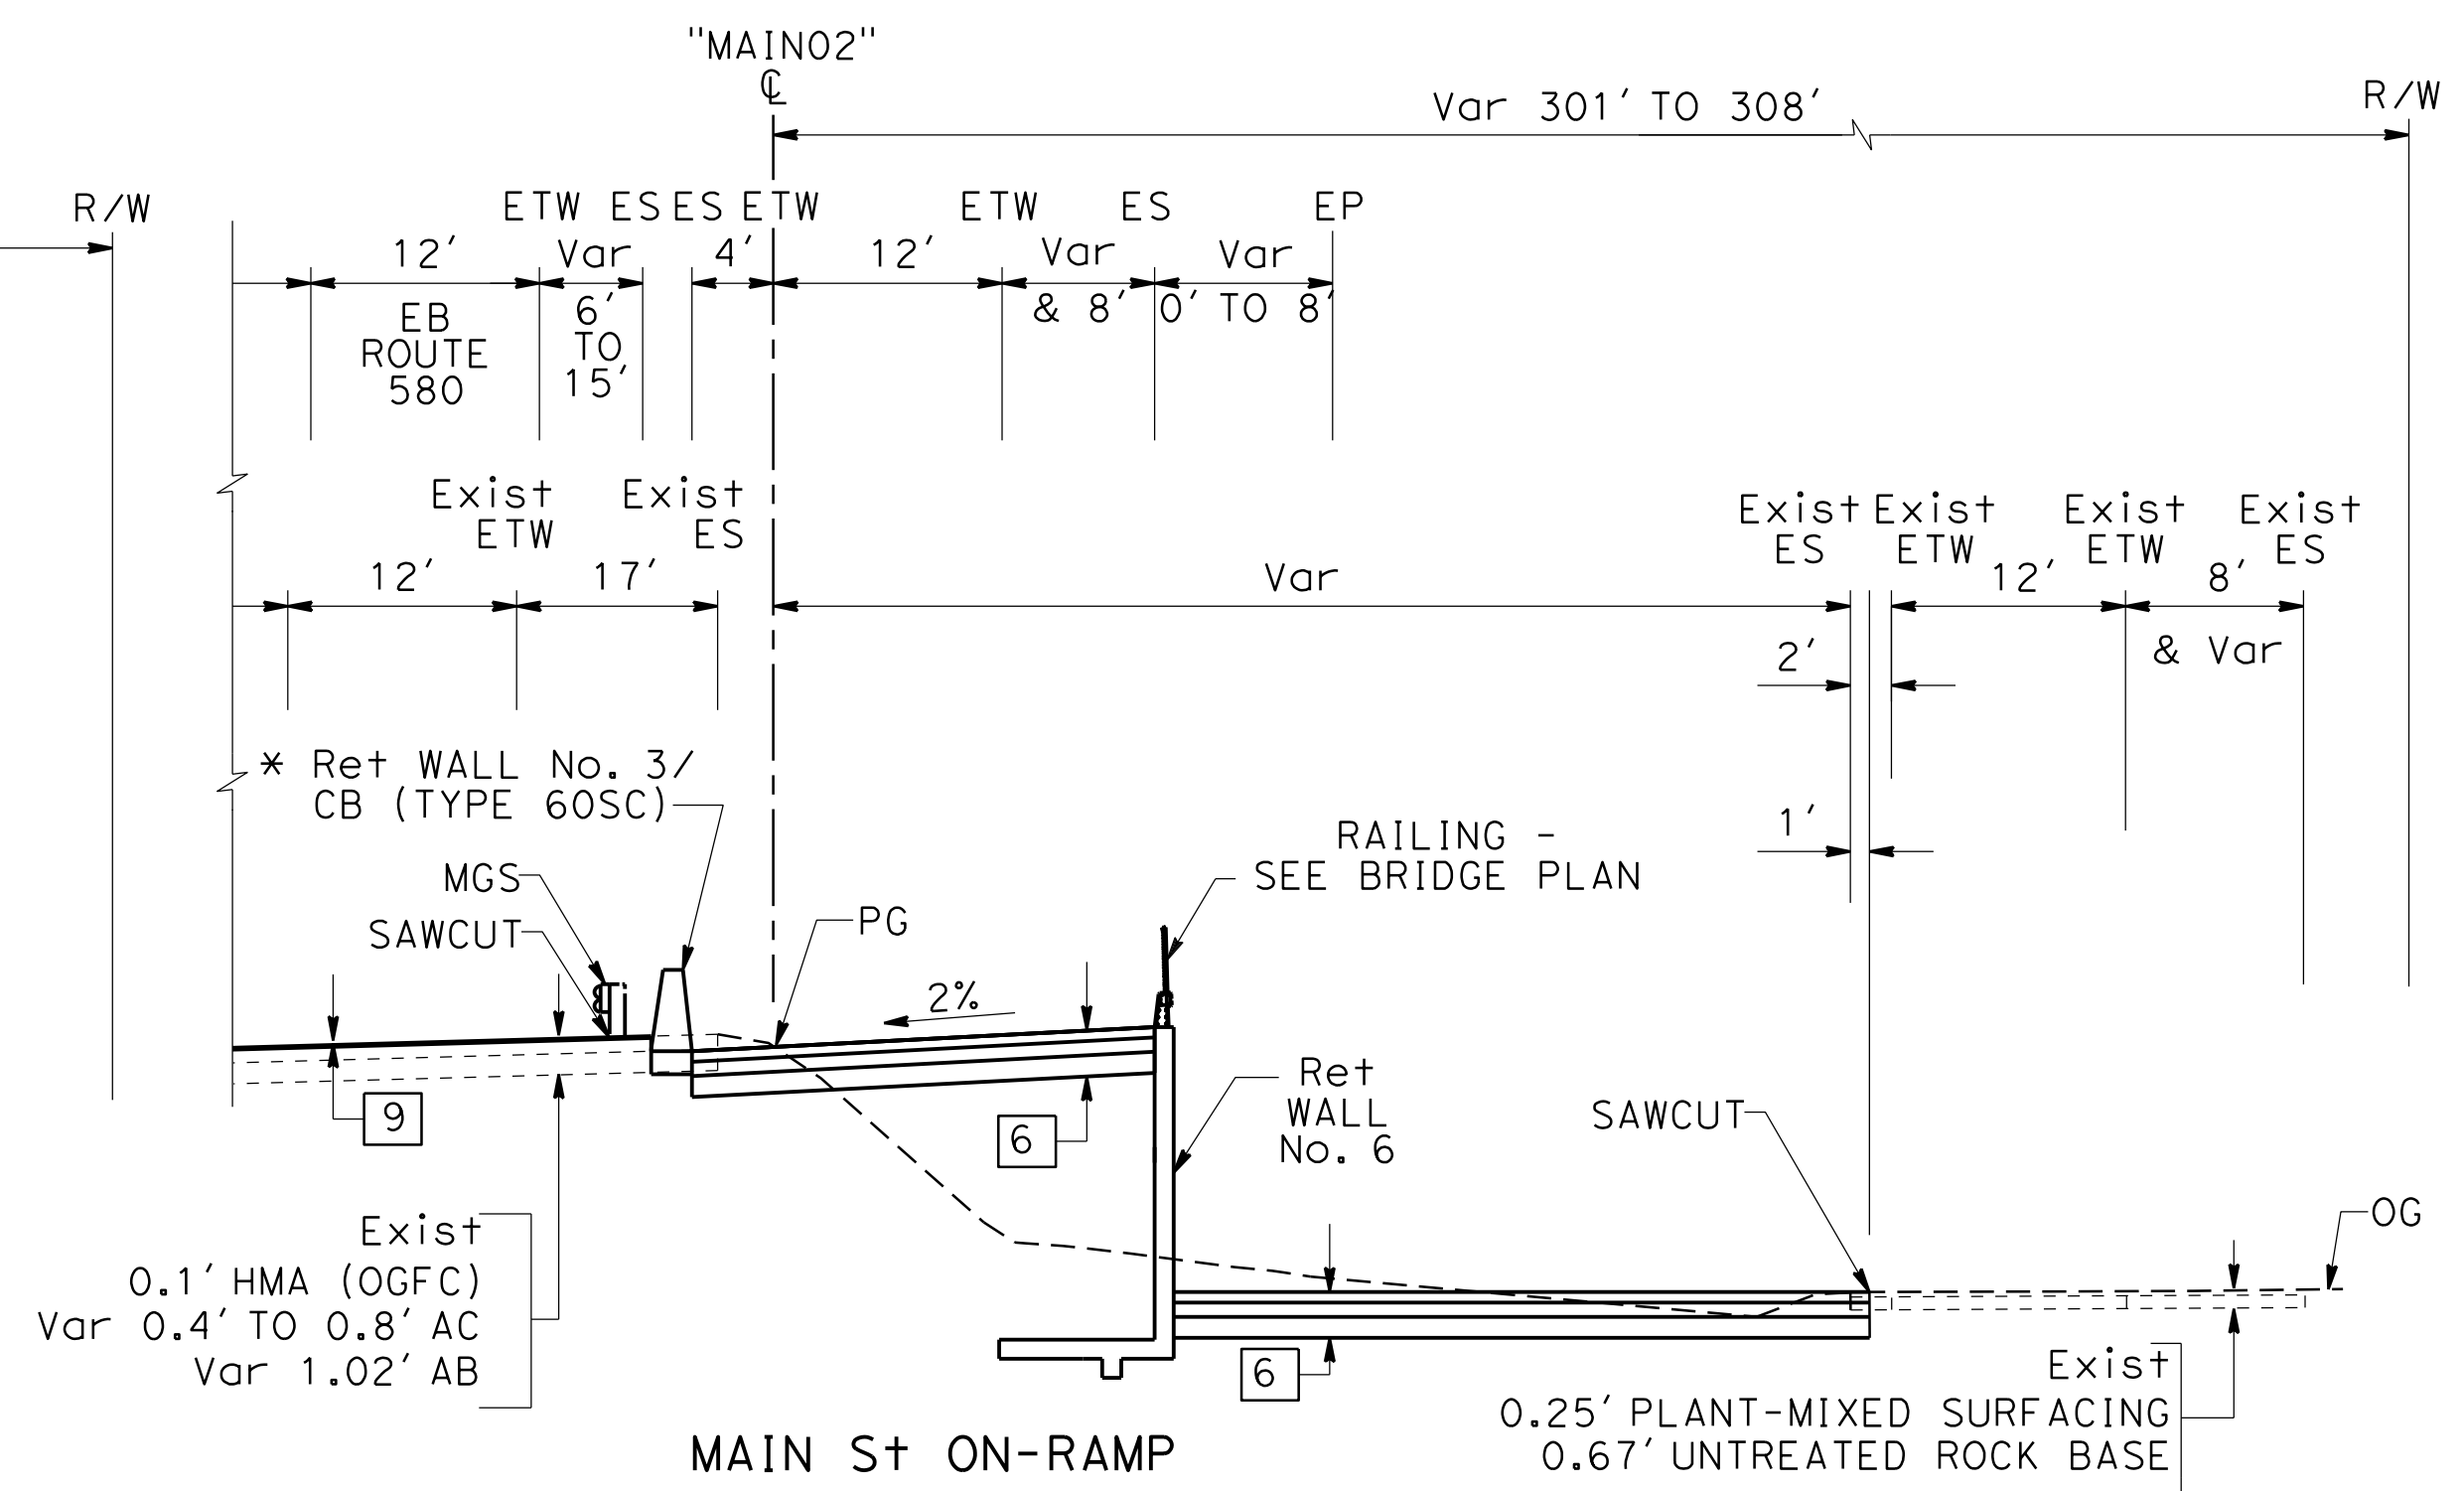 "MAIN02"
℄
Var 301' TO 308'
R/W
R/W
ETW ES ES ETW ETW ES EP
12' Var 4' 12' Var Var
& 8' 0' TO 8'
6'
TO
15'
EB
ROUTE
580
Exist
ETW
Exist
ES
Exist
ES
Exist
ETW
Exist
ETW
Exist
ES
12' 17' Var 12' 8'
& Var
2'
1'
* Ret WALL No. 3/
CB (TYPE 60SC)
MGS
SAWCUT
PG
RAILING -
SEE BRIDGE PLAN
2%
9
6
Ret
WALL
No. 6
SAWCUT
OG
Exist
0.1' HMA (OGFC)
Var 0.4' TO 0.8' AC
Var 1.02' AB
6
Exist
0.25' PLANT-MIXED SURFACING
0.67' UNTREATED ROCK BASE
MAIN St ON-RAMP